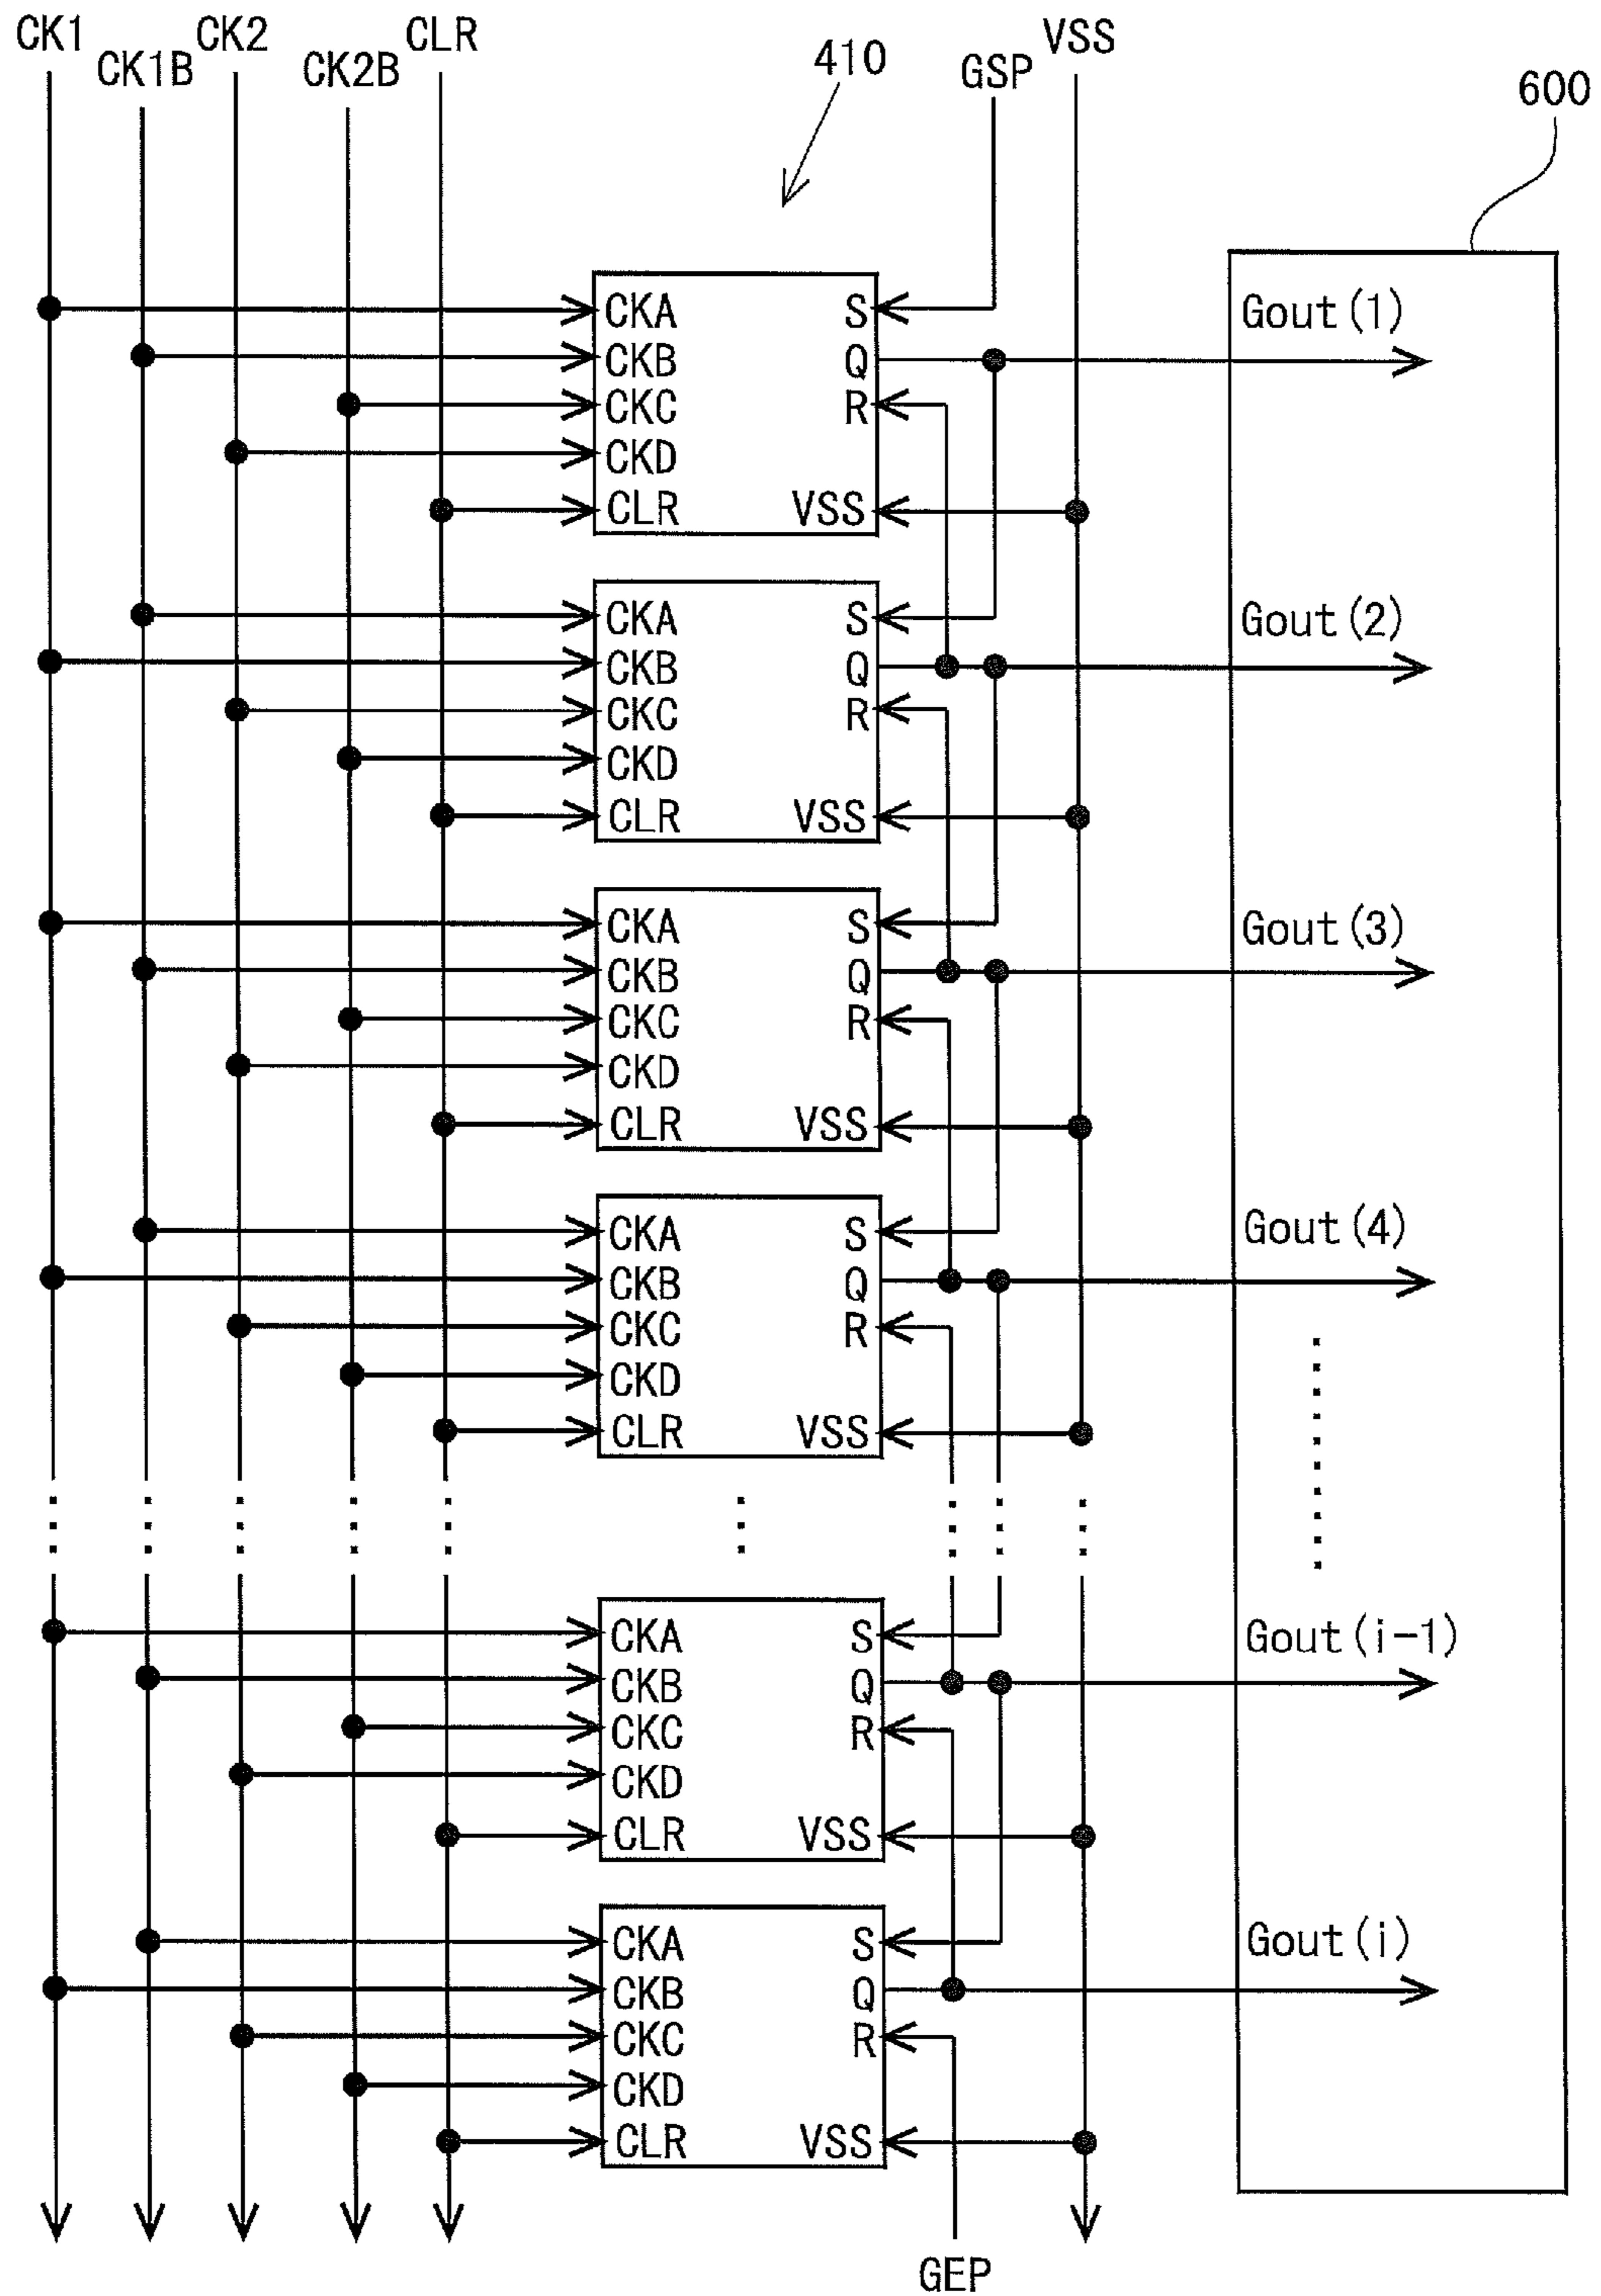 CK1 CK1B CK2 CK2B CLR 410 GSP VSS 600
CKA S Gout(1)
CKB Q
CKC R
CKD
CLR VSS
CKA S Gout(2)
CKB Q
CKC R
CKD
CLR VSS
CKA S Gout(3)
CKB Q
CKC R
CKD
CLR VSS
CKA S Gout(4)
CKB Q
CKC R
CKD
CLR VSS
CKA S Gout(i-1)
CKB Q
CKC R
CKD
CLR VSS
CKA S Gout(i)
CKB Q
CKC R
CKD
CLR VSS
GEP